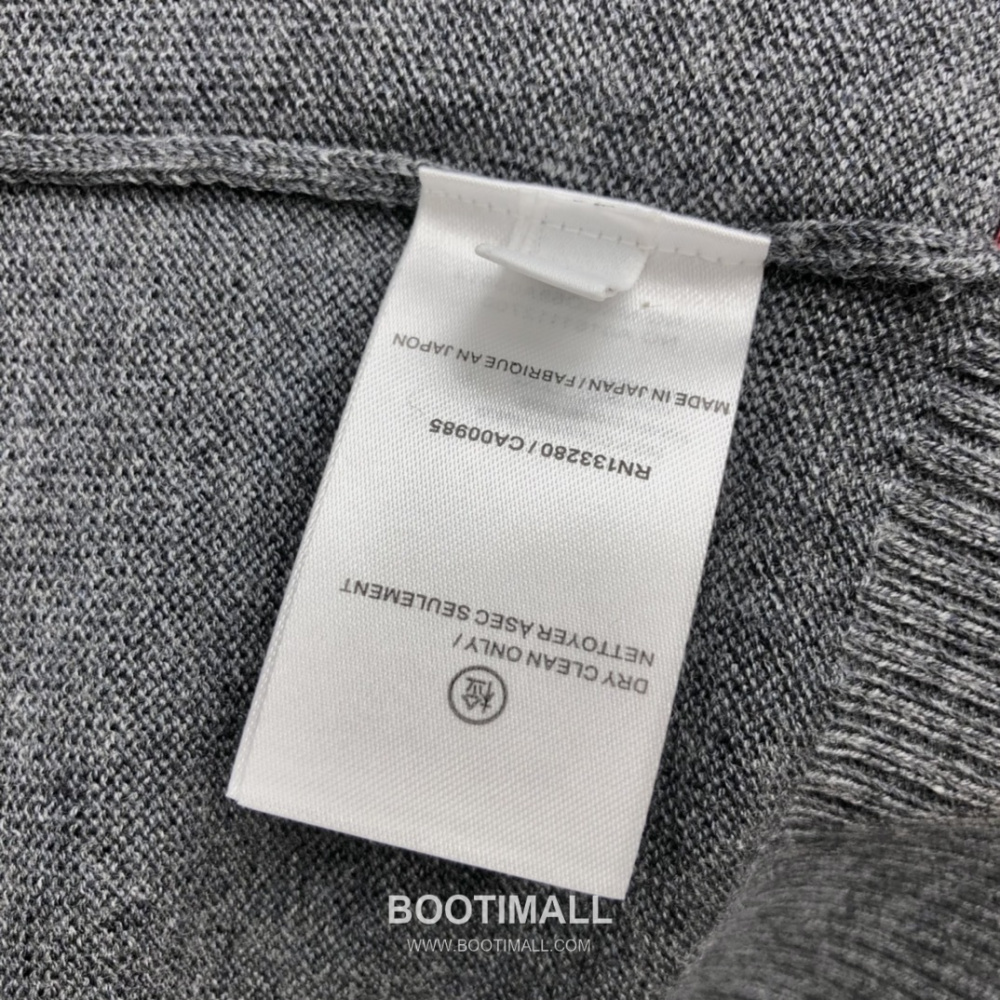 DRY CLEAN ONLY /
NETTOYER ASEC SEULEMENT
RN133280 / CA00985
MADE IN JAPAN / FABRIQUE AN JAPON
BOOTIMALL
WWW.BOOTIMALL.COM